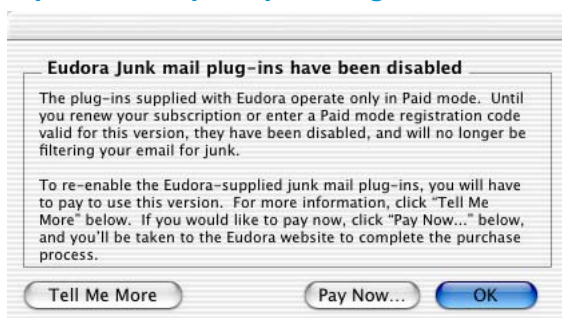 Eudora Junk mail plug-ins have been disabled
The plug-ins supplied with Eudora operate only in Paid mode. Until
you renew your subscription or enter a Paid mode registration code
valid for this version, they have been disabled, and will no longer be
filtering your email for junk.
To re-enable the Eudora-supplied junk mail plug-ins, you will have
to pay to use this version. For more information, click "Tell Me
More" below. If you would like to pay now, click "Pay Now..." below,
and you'll be taken to the Eudora website to complete the purchase
process.
Tell Me More
Pay Now...
OK